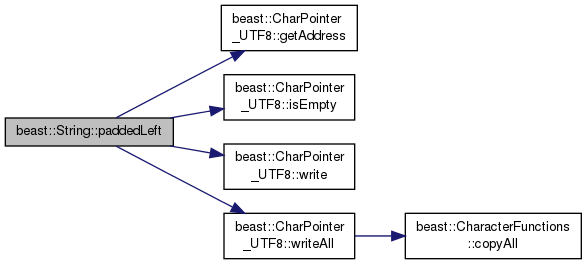 beast::CharPointer
_UTF8::getAddress
beast::CharPointer
_UTF8::isEmpty
beast::String::paddedLeft
beast::CharPointer
_UTF8::write
beast::CharPointer
_UTF8::writeAll
beast::CharacterFunctions
::copyAll